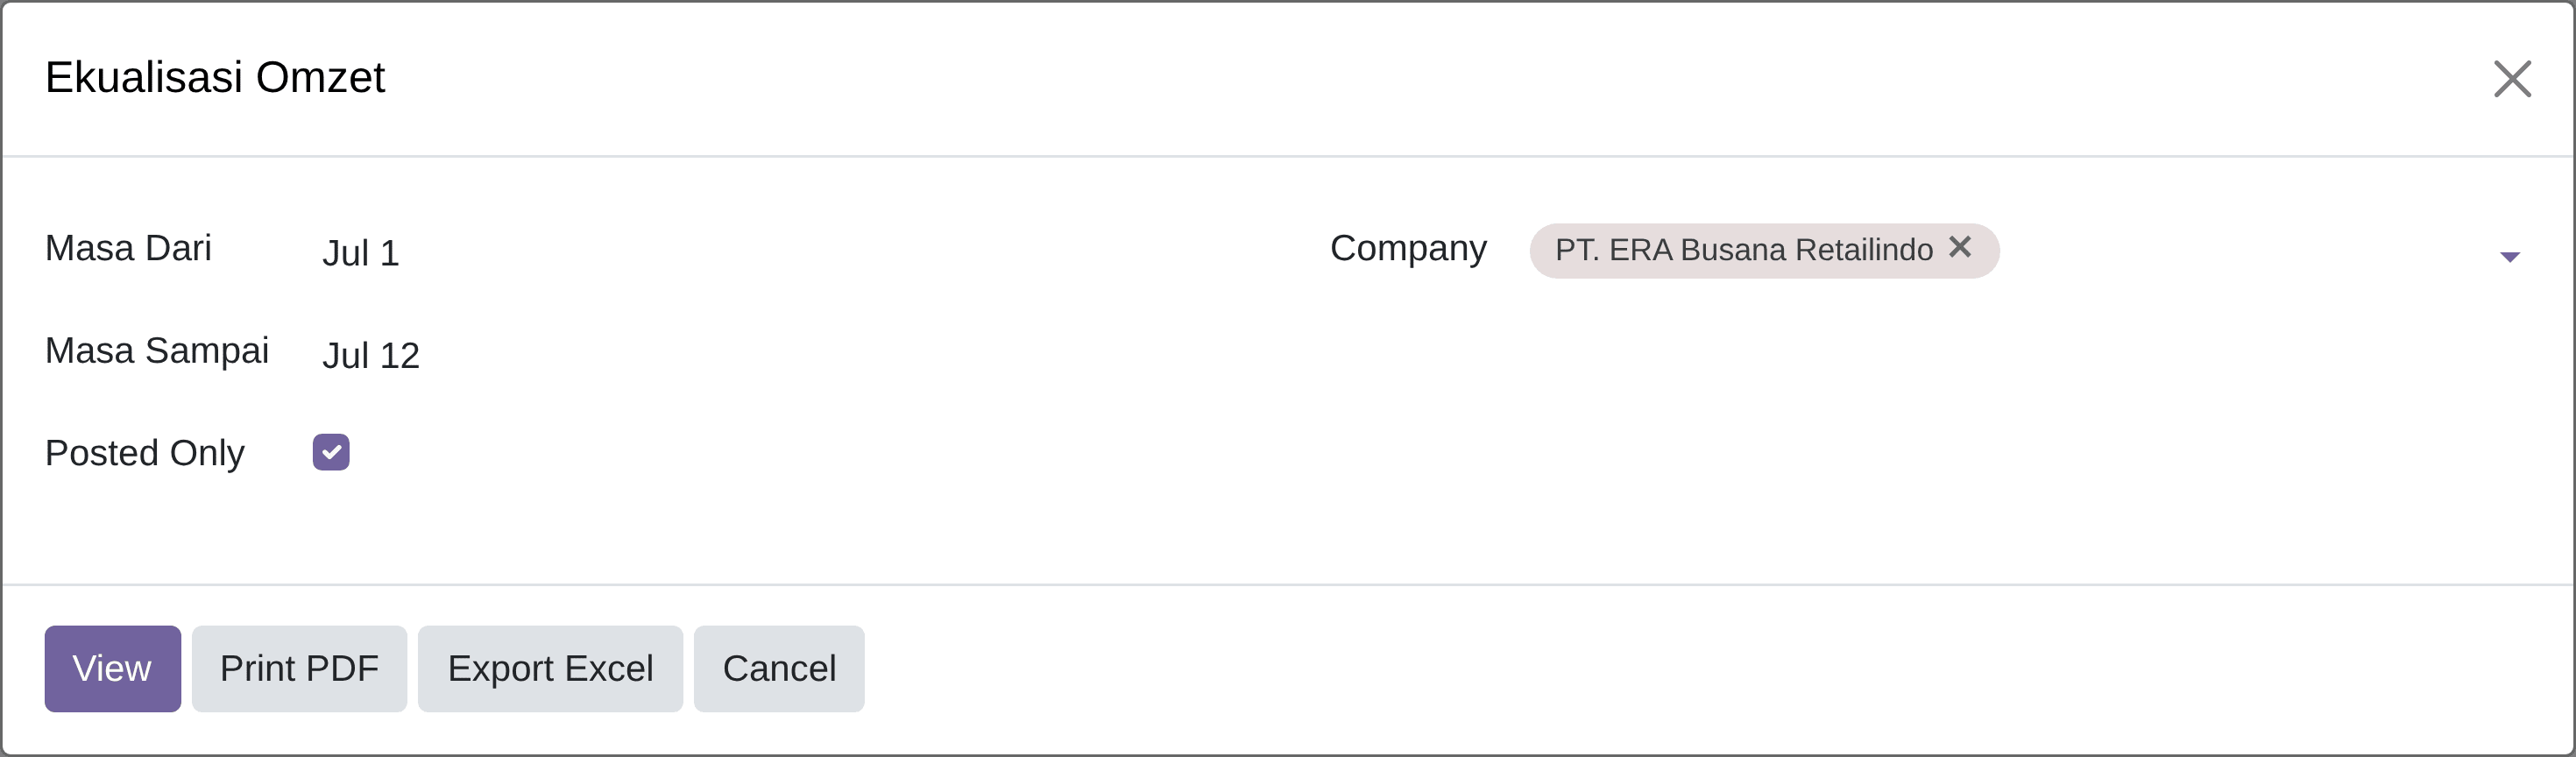 Ekualisasi Omzet
Masa Dari
Jul 1
Company
PT. ERA Busana Retailindo
Masa Sampai
Jul 12
Posted Only
View
Print PDF
Export Excel
Cancel